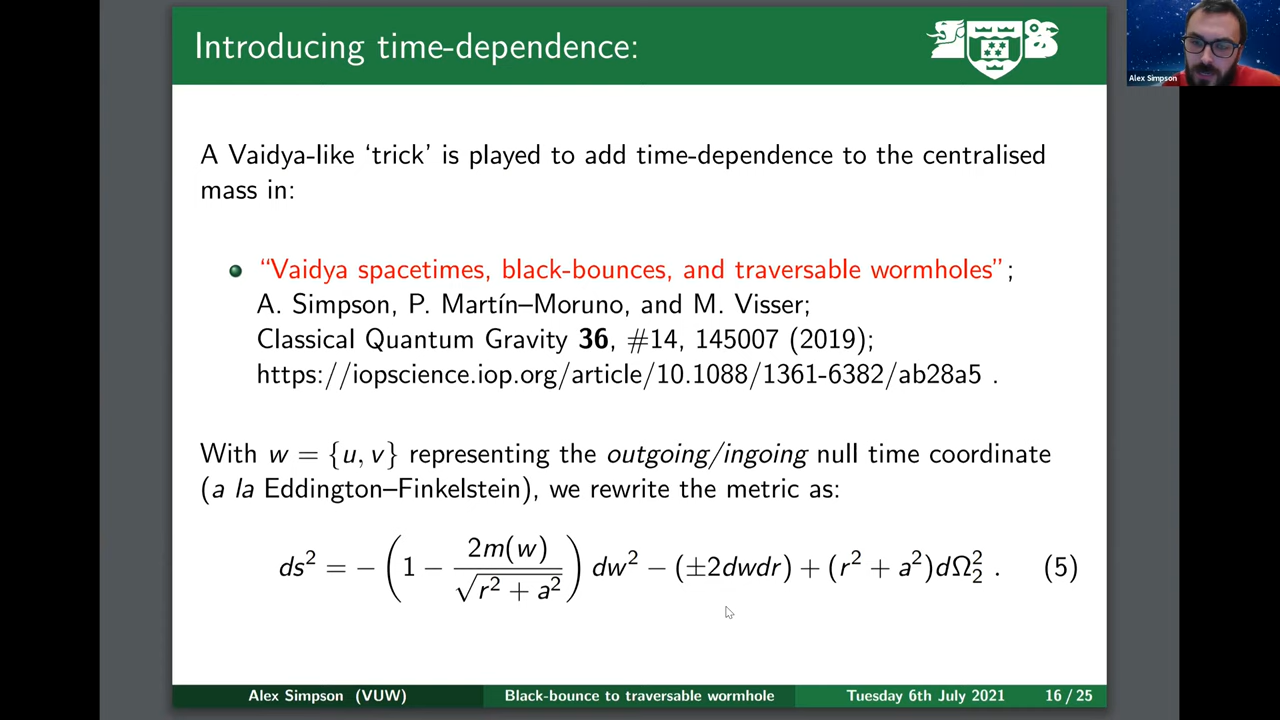 Introducing time-dependence:
Alex Simpson
A Vaidya-like ‘trick’ is played to add time-dependence to the centralised
mass in:
“Vaidya spacetimes, black-bounces, and traversable wormholes”;
A. Simpson, P. Martín–Moruno, and M. Visser;
Classical Quantum Gravity 36, #14, 145007 (2019);
https://iopscience.iop.org/article/10.1088/1361-6382/ab28a5 .
With w = {u, v} representing the outgoing/ingoing null time coordinate
(a la Eddington–Finkelstein), we rewrite the metric as:
ds² = − (1 − 2m(w)/√(r² + a²)) dw² − (±2dwdr) + (r² + a²)dΩ₂² . (5)
Alex Simpson (VUW) Black-bounce to traversable wormhole Tuesday 6th July 2021 16 / 25